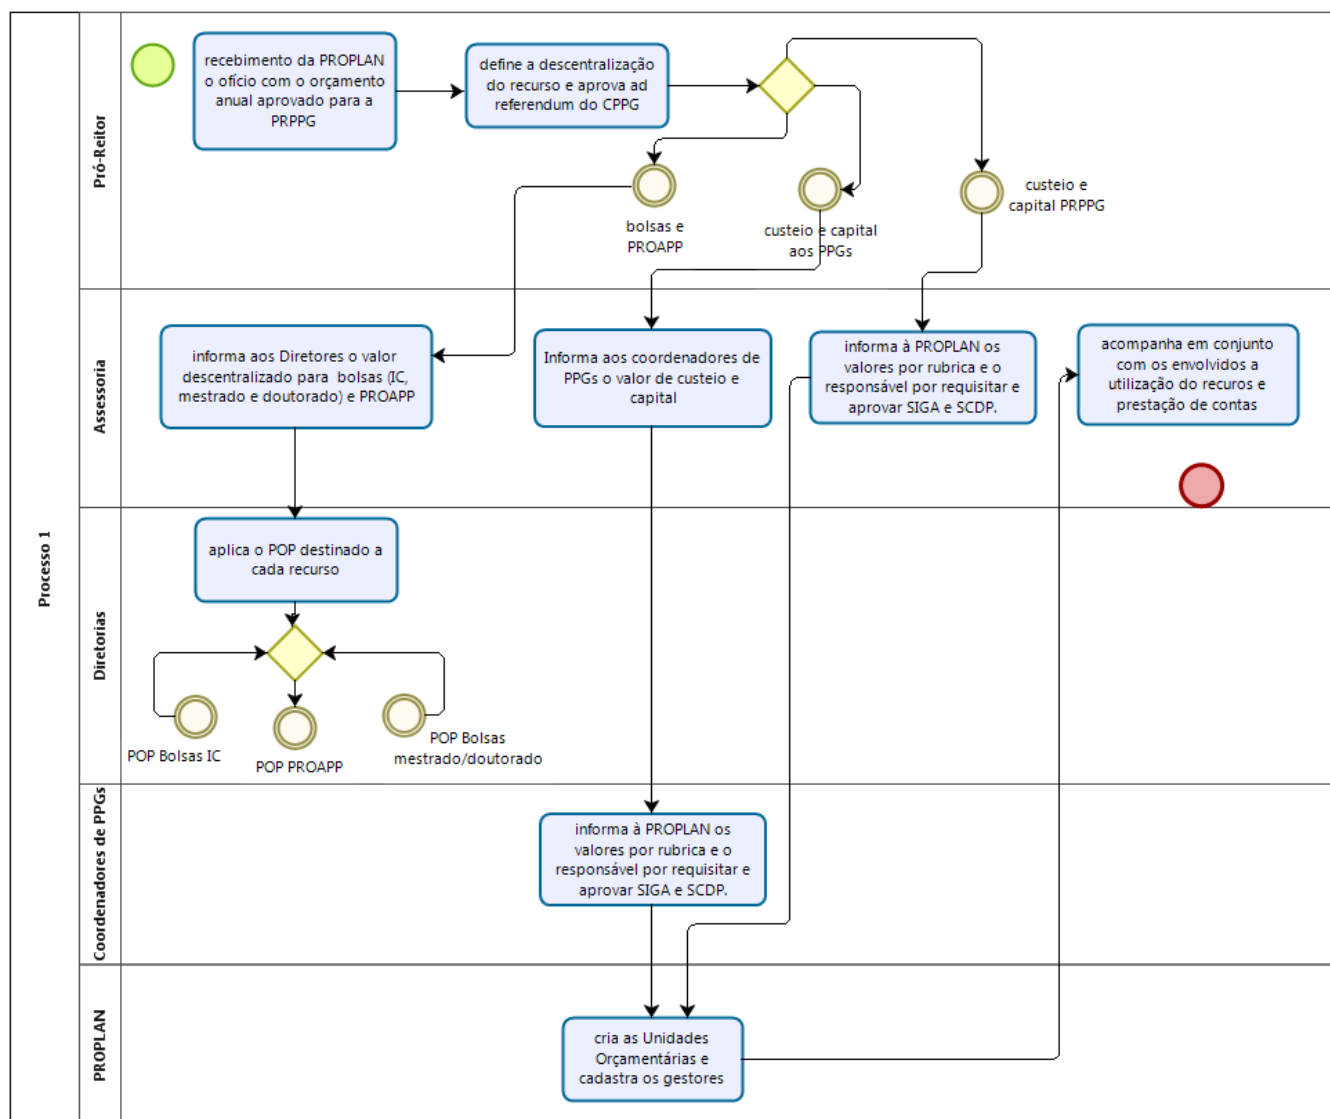 Processo 1
Pró-Reitor
recebimento da PROPLAN
o ofício com o orçamento
anual aprovado para a
PRPPG
define a descentralização
do recurso e aprova ad
referendum do CPPG
bolsas e
PROAPP
custeio e capital
aos PPGs
custeio e
capital PRPPG
Assessoria
informa aos Diretores o valor
descentralizado para bolsas (IC,
mestrado e doutorado) e PROAPP
Informa aos coordenadores de
PPGs o valor de custeio e
capital
informa à PROPLAN os
valores por rubrica e o
responsável por requisitar e
aprovar SIGA e SCDP.
acompanha em conjunto
com os envolvidos a
utilização do recuros e
prestação de contas
Diretorias
aplica o POP destinado a
cada recurso
POP Bolsas IC
POP PROAPP
POP Bolsas
mestrado/doutorado
Coordenadores de PPGs
informa à PROPLAN os
valores por rubrica e o
responsável por requisitar e
aprovar SIGA e SCDP.
PROPLAN
cria as Unidades
Orçamentárias e
cadastra os gestores